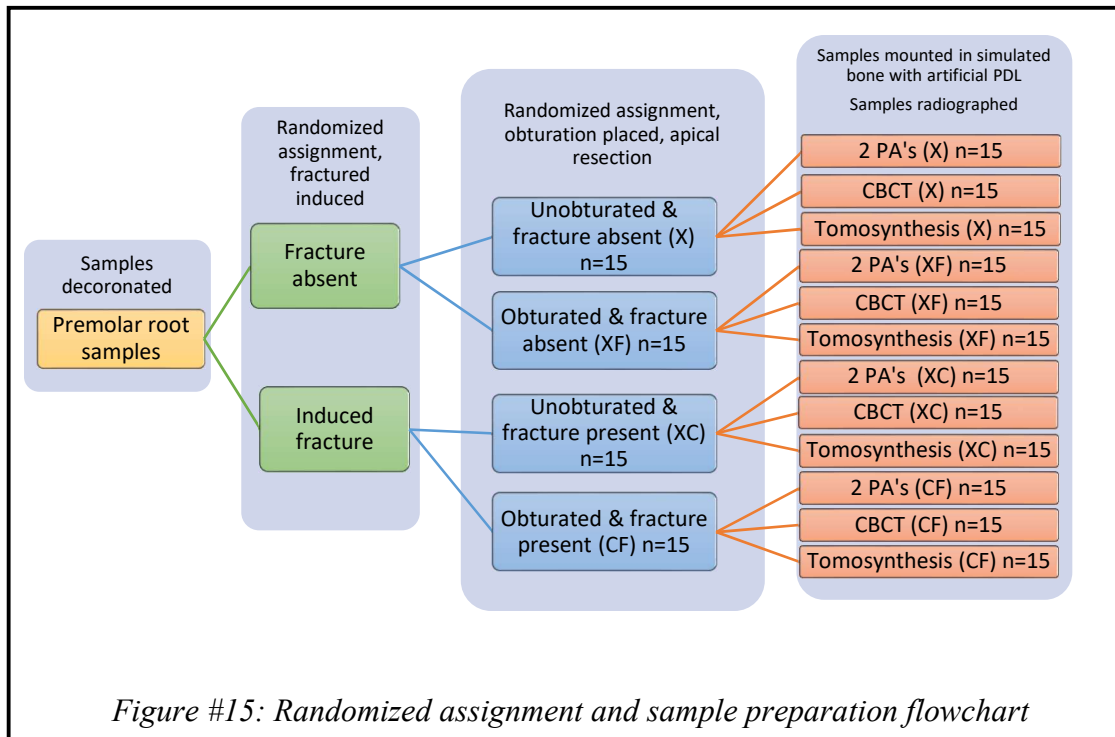 Samples
decoronated
Premolar root
samples
Randomized
assignment,
fractured
induced
Fracture
absent
Induced
fracture
Randomized assignment,
obturation placed, apical
resection
Unobturated &
fracture absent (X)
n=15
Obturated & fracture
absent (XF) n=15
Unobturated &
fracture present (XC)
n=15
Obturated & fracture
present (CF) n=15
Samples mounted in simulated
bone with artificial PDL
Samples radiographed
2 PA's (X) n=15
CBCT (X) n=15
Tomosynthesis (X) n=15
2 PA's (XF) n=15
CBCT (XF) n=15
Tomosynthesis (XF) n=15
2 PA's (XC) n=15
CBCT (XC) n=15
Tomosynthesis (XC) n=15
2 PA's (CF) n=15
CBCT (CF) n=15
Tomosynthesis (CF) n=15
Figure #15: Randomized assignment and sample preparation flowchart